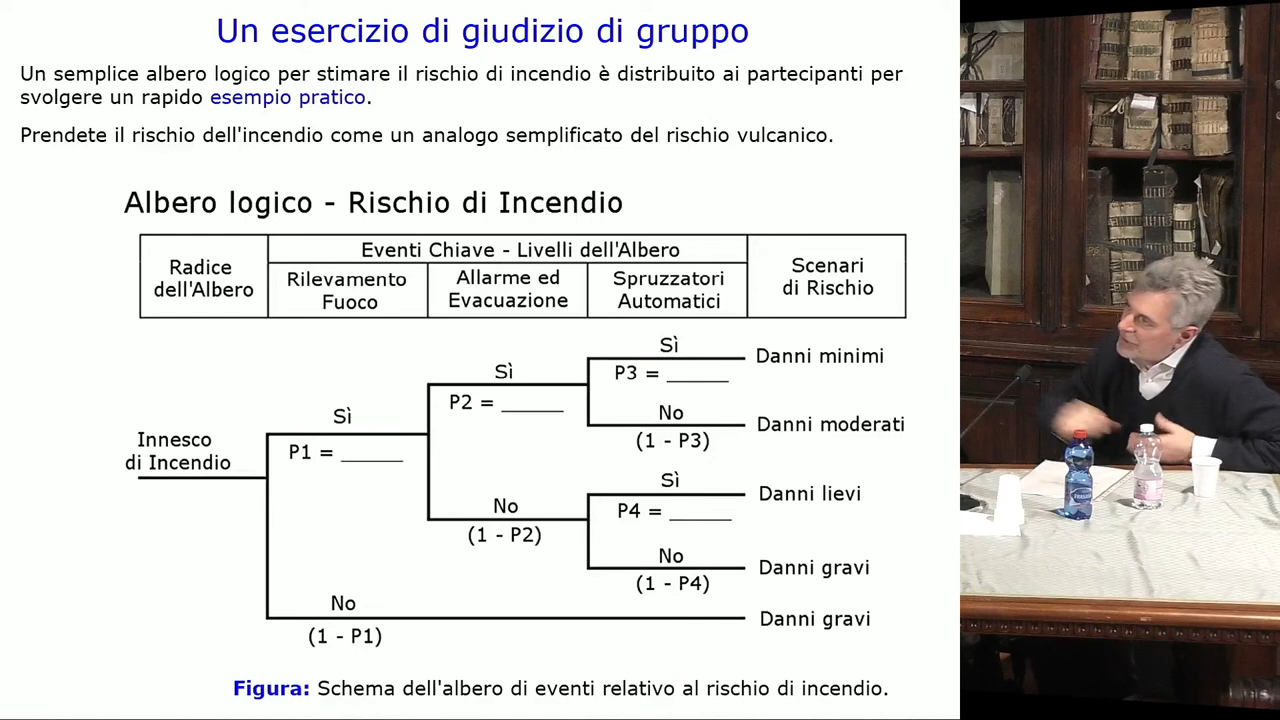 Un esercizio di giudizio di gruppo
Un semplice albero logico per stimare il rischio di incendio è distribuito ai partecipanti per
svolgere un rapido esempio pratico.
Prendete il rischio dell'incendio come un analogo semplificato del rischio vulcanico.
Albero logico - Rischio di Incendio
Radice
dell'Albero
Eventi Chiave - Livelli dell'Albero
Rilevamento
Fuoco
Allarme ed
Evacuazione
Spruzzatori
Automatici
Scenari
di Rischio
Innesco
di Incendio
Sì
P1 = ______
No
(1 - P1)
Sì
P2 = ______
No
(1 - P2)
Sì
P3 = ______
No
(1 - P3)
Sì
P4 = ______
No
(1 - P4)
Danni minimi
Danni moderati
Danni lievi
Danni gravi
Danni gravi
Figura: Schema dell'albero di eventi relativo al rischio di incendio.